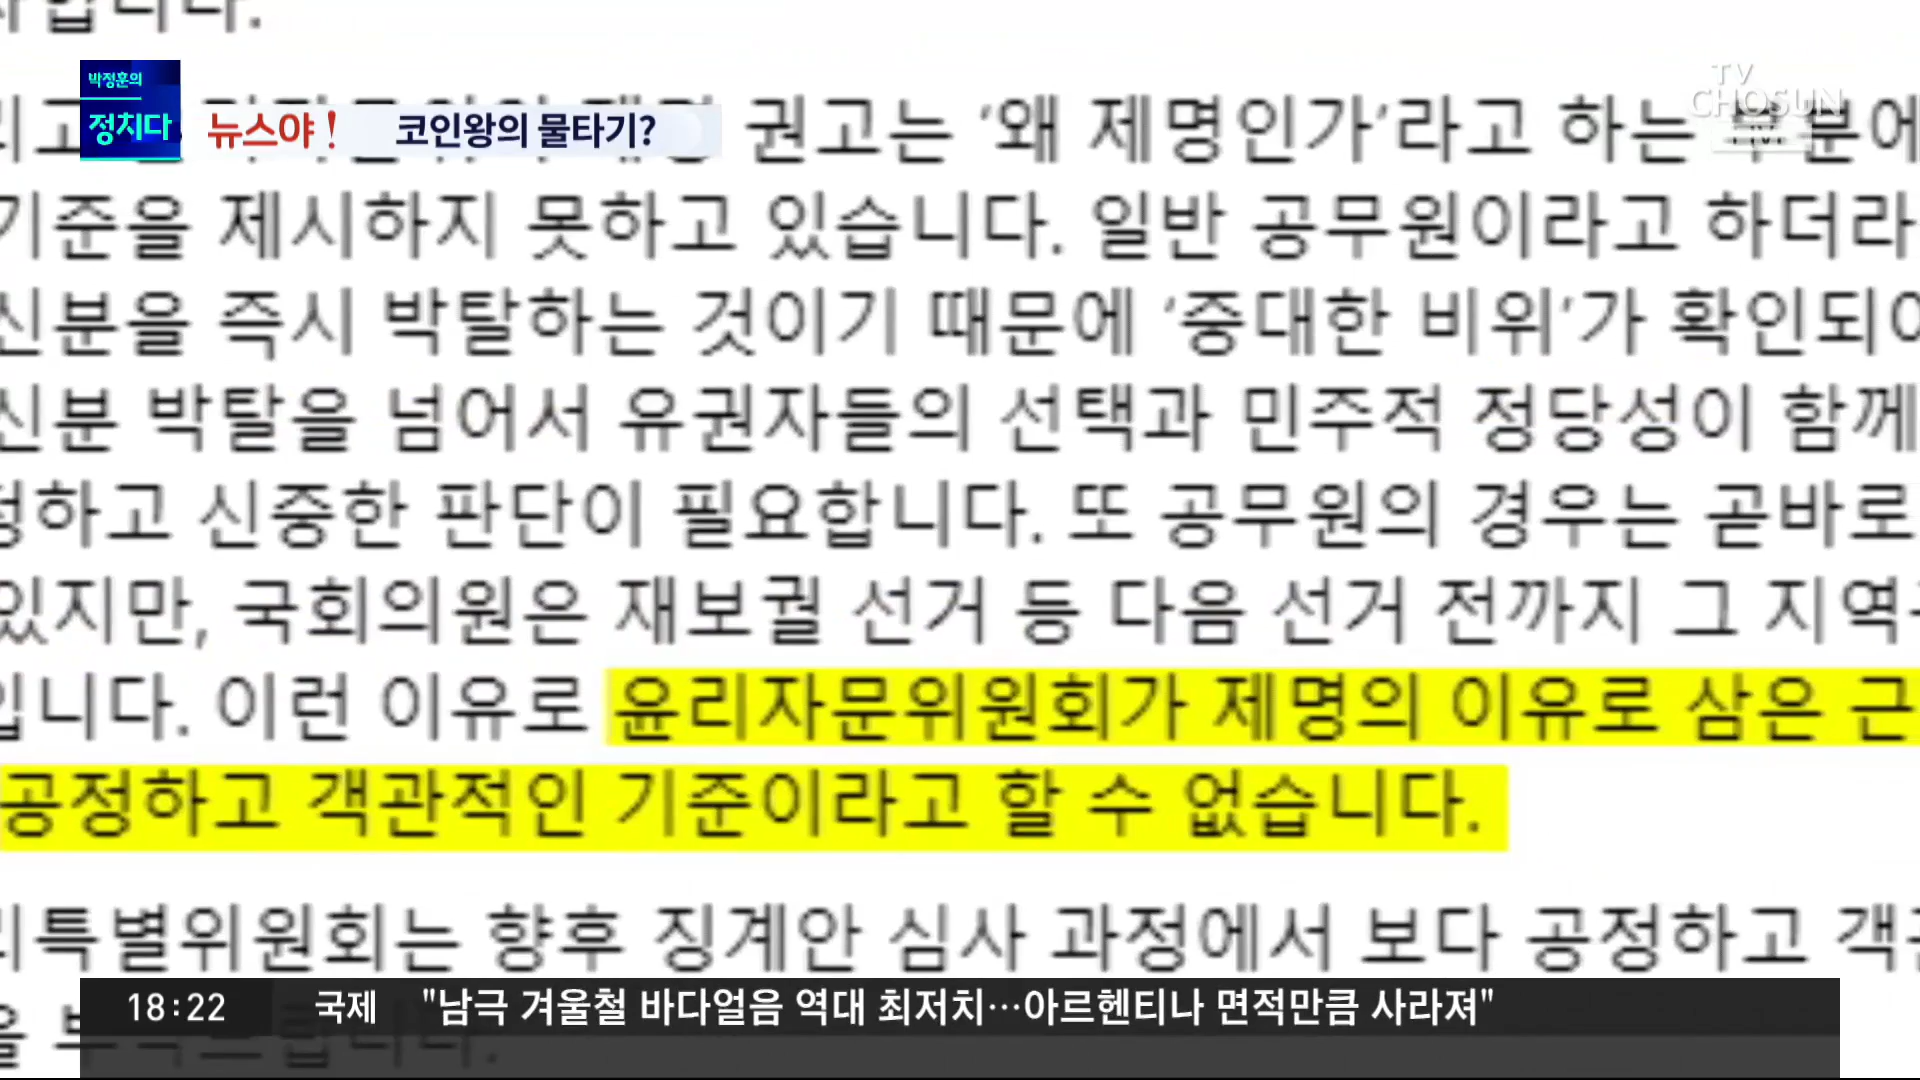 박정훈의
정치다
뉴스야! 코인왕의 물타기?
TV
CHOSUN
권고는 '왜 제명인가'라고 하는
기준을 제시하지 못하고 있습니다. 일반 공무원이라고 하더라
신분을 즉시 박탈하는 것이기 때문에 '중대한 비위'가 확인되어
신분 박탈을 넘어서 유권자들의 선택과 민주적 정당성이 함께
정하고 신중한 판단이 필요합니다. 또 공무원의 경우는 곧바로
있지만, 국회의원은 재보궐 선거 등 다음 선거 전까지 그 지역
입니다. 이런 이유로 윤리자문위원회가 제명의 이유로 삼은 근
공정하고 객관적인 기준이라고 할 수 없습니다.
리특별위원회는 향후 징계안 심사 과정에서 보다 공정하고 객
18:22 국제 "남극 겨울철 바다얼음 역대 최저치…아르헨티나 면적만큼 사라져"